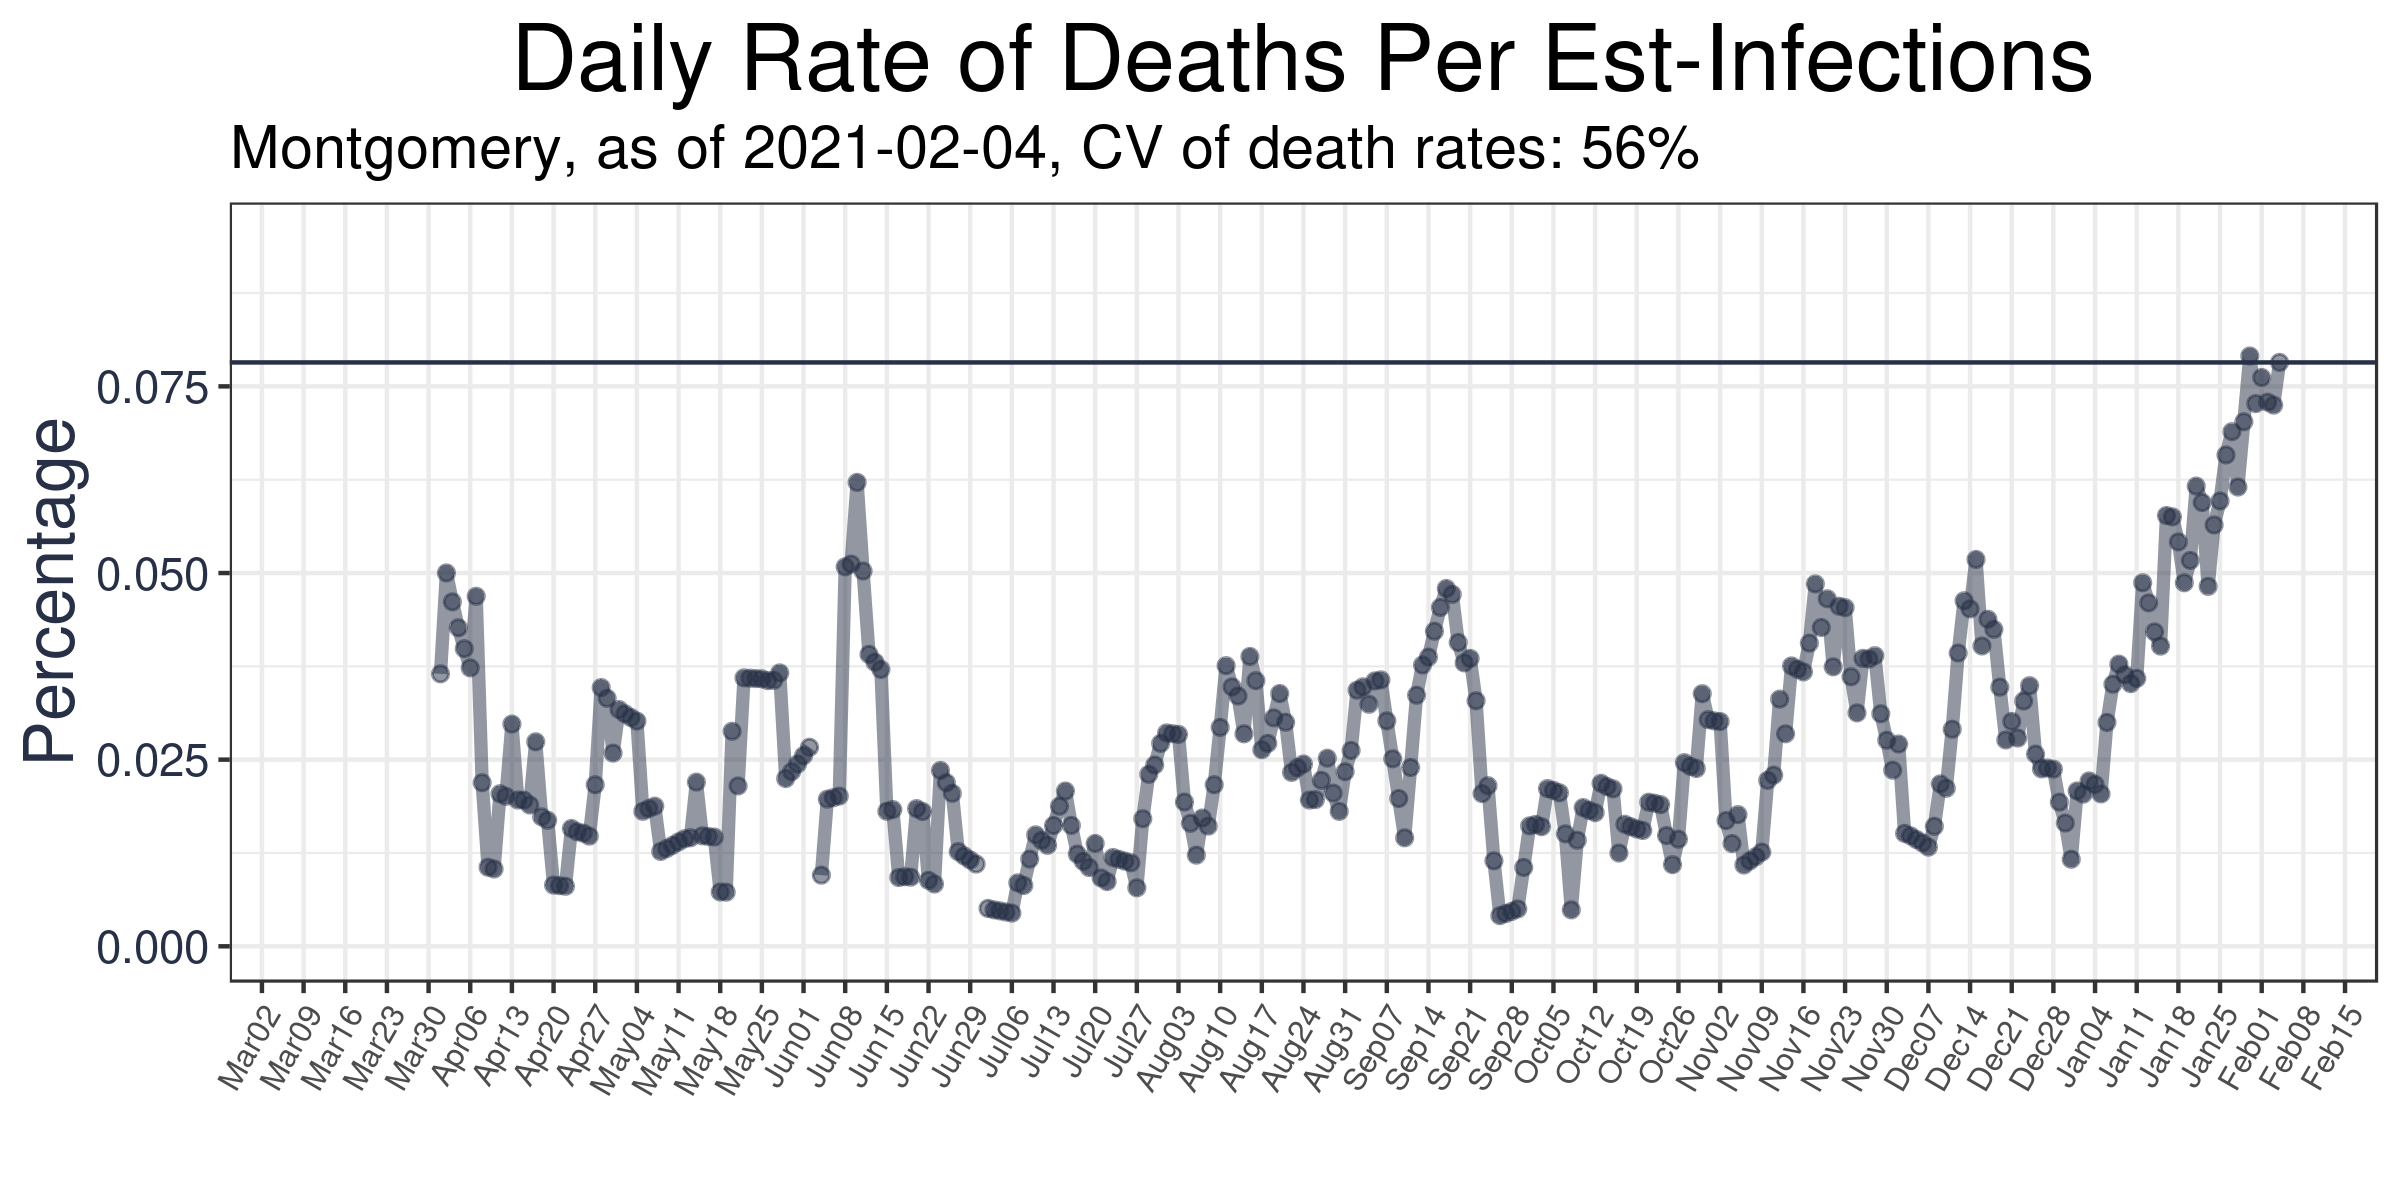 Daily Rate of Deaths Per Est-Infections
Montgomery, as of 2021-02-04, CV of death rates: 56%
Percentage
0.075
0.050
0.025
0.000
Mar02 Mar09 Mar16 Mar23 Mar30 Apr06 Apr13 Apr20 Apr27 May04 May11 May18 May25 Jun01 Jun08 Jun15 Jun22 Jun29 Jul06 Jul13 Jul20 Jul27 Aug03 Aug10 Aug17 Aug24 Aug31 Sep07 Sep14 Sep21 Sep28 Oct05 Oct12 Oct19 Oct26 Nov02 Nov09 Nov16 Nov23 Nov30 Dec07 Dec14 Dec21 Dec28 Jan04 Jan11 Jan18 Jan25 Feb01 Feb08 Feb15